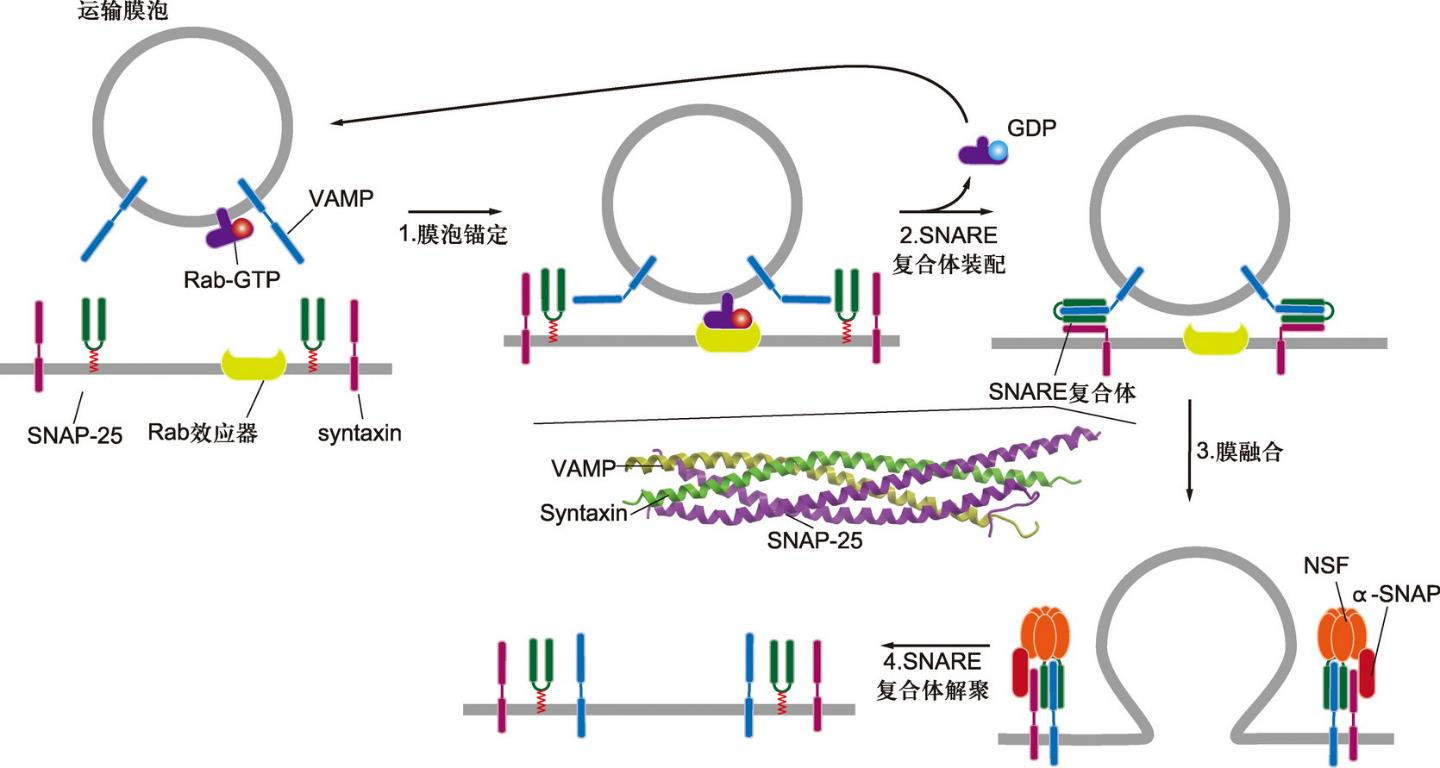 运输膜泡
VAMP
Rab-GTP
SNAP-25
Rab效应器
syntaxin
1.膜泡锚定
GDP
2.SNARE
复合体装配
SNARE复合体
3.膜融合
VAMP
Syntaxin
SNAP-25
NSF
α-SNAP
4.SNARE
复合体解聚